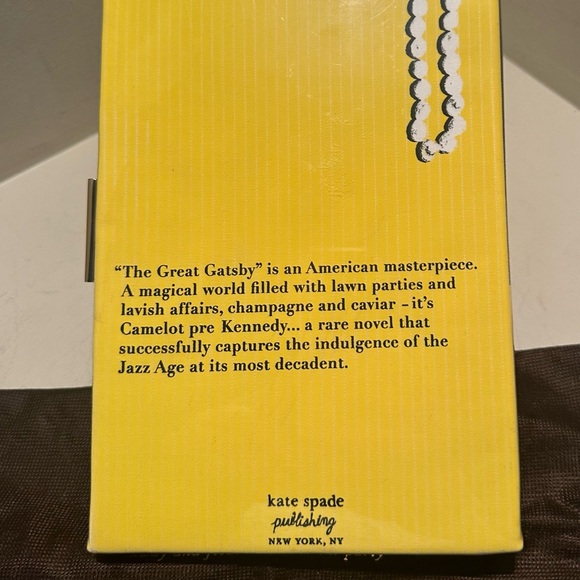 “The Great Gatsby” is an American masterpiece.
A magical world filled with lawn parties and
lavish affairs, champagne and caviar – it’s
Camelot pre Kennedy... a rare novel that
successfully captures the indulgence of the
Jazz Age at its most decadent.
kate spade
publishing
NEW YORK, NY